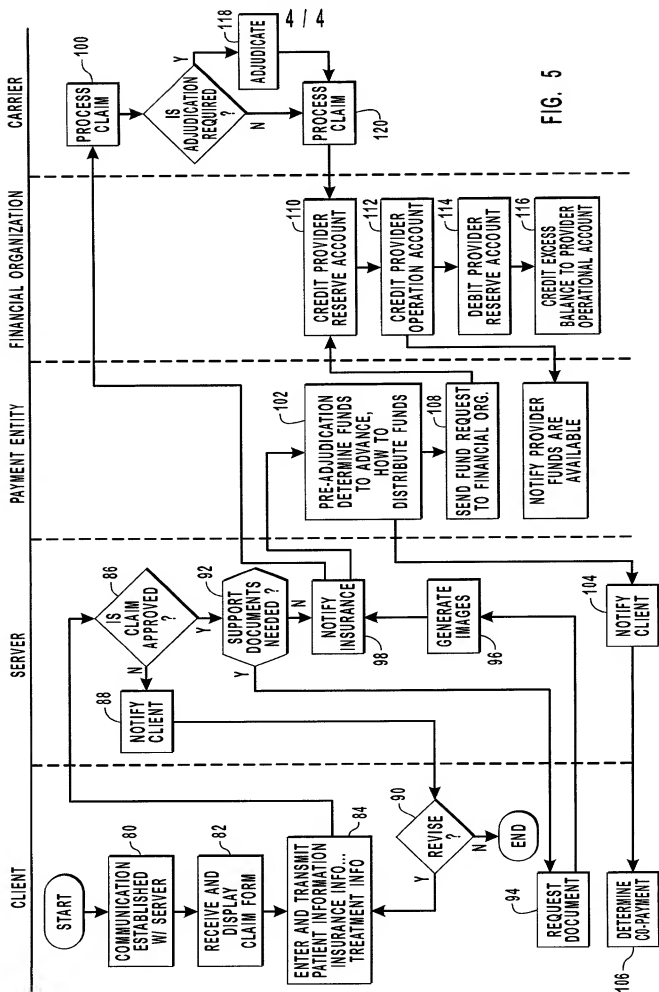 4 / 4
CLIENT
SERVER
PAYMENT ENTITY
FINANCIAL ORGANIZATION
CARRIER
START
COMMUNICATION
ESTABLISHED
W/ SERVER
80
RECEIVE AND
DISPLAY
CLAIM FORM
82
ENTER AND TRANSMIT
PATIENT INFORMATION
INSURANCE INFO...
TREATMENT INFO
84
REVISE
?
90
Y
N
END
REQUEST
DOCUMENT
94
DETERMINE
CO-PAYMENT
106
IS
CLAIM
APPROVED
?
86
N
Y
NOTIFY
CLIENT
88
SUPPORT
DOCUMENTS
NEEDED ?
92
Y
N
NOTIFY
INSURANCE
98
GENERATE
IMAGES
96
NOTIFY
CLIENT
104
PRE-ADJUDICATION
DETERMINE FUNDS
TO ADVANCE,
HOW TO
DISTRIBUTE FUNDS
102
SEND FUND REQUEST
TO FINANCIAL ORG.
108
NOTIFY PROVIDER
FUNDS ARE
AVAILABLE
CREDIT PROVIDER
RESERVE ACCOUNT
110
CREDIT PROVIDER
OPERATION ACCOUNT
112
DEBIT PROVIDER
RESERVE ACCOUNT
114
CREDIT EXCESS
BALANCE TO PROVIDER
OPERATIONAL ACCOUNT
116
PROCESS
CLAIM
100
IS
ADJUDICATION
REQUIRED
?
Y
N
ADJUDICATE
118
PROCESS
CLAIM
120
FIG. 5